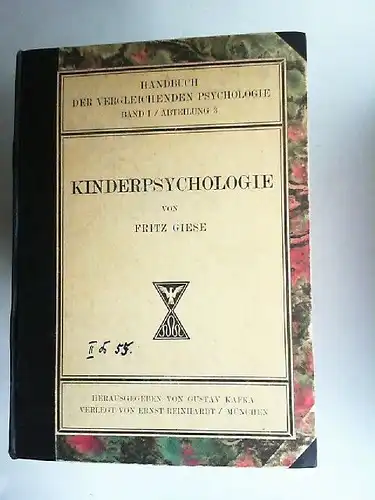 HANDBUCH
DER VERGLEICHENDEN PSYCHOLOGIE
BAND I / ABTEILUNG 3
KINDERPSYCHOLOGIE
VON
FRITZ GIESE
HERAUSGEGEBEN VON GUSTAV KAFKA
VERLEGT VON ERNST REINHARDT / MÜNCHEN